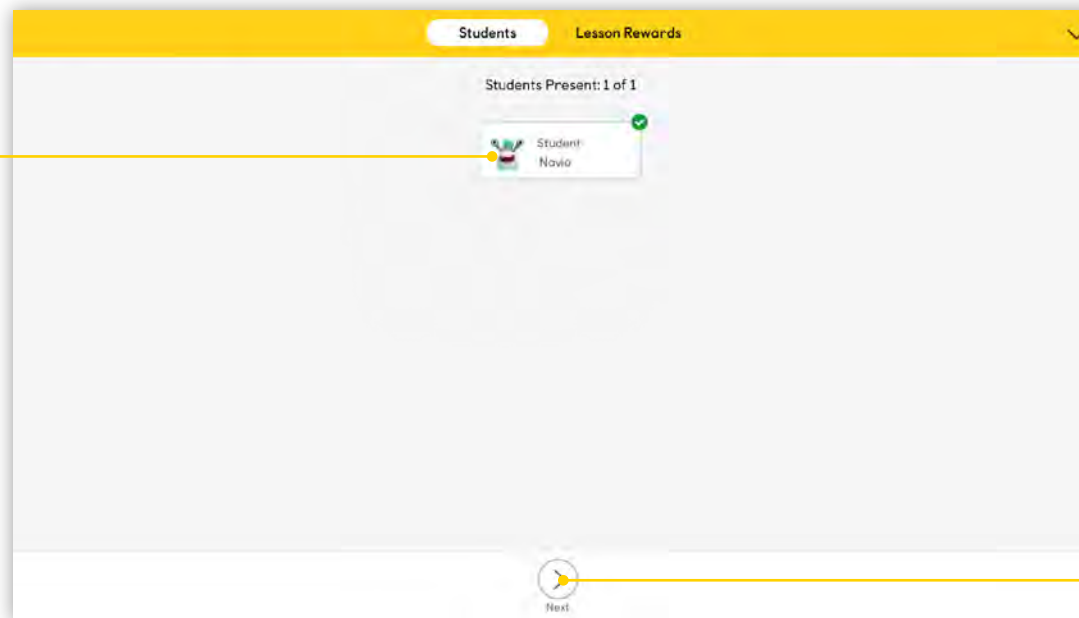 Students Lesson Rewards
Students Present: 1 of 1
Student
Navio
Next